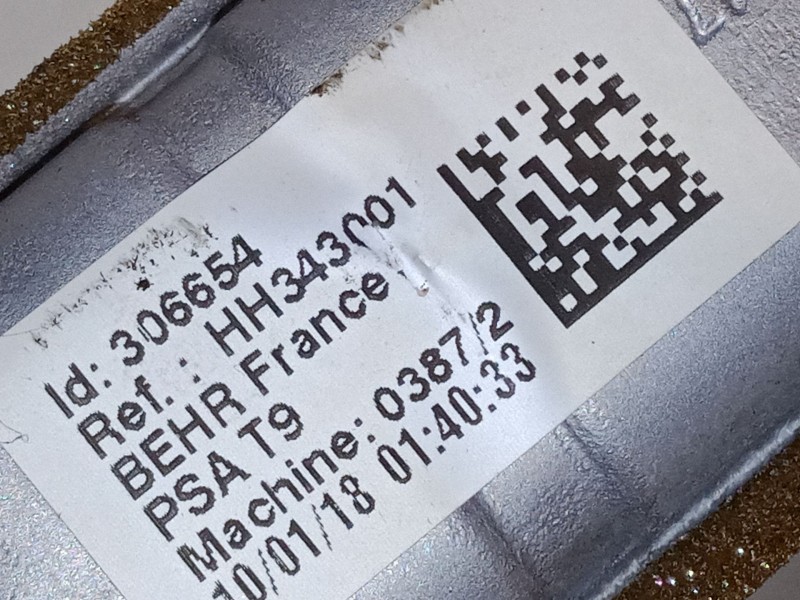 Id: 306654
Ref. : HH343001
BEHR France
PSA T9
Machine: 0387/2
10/01/18 01:40:33